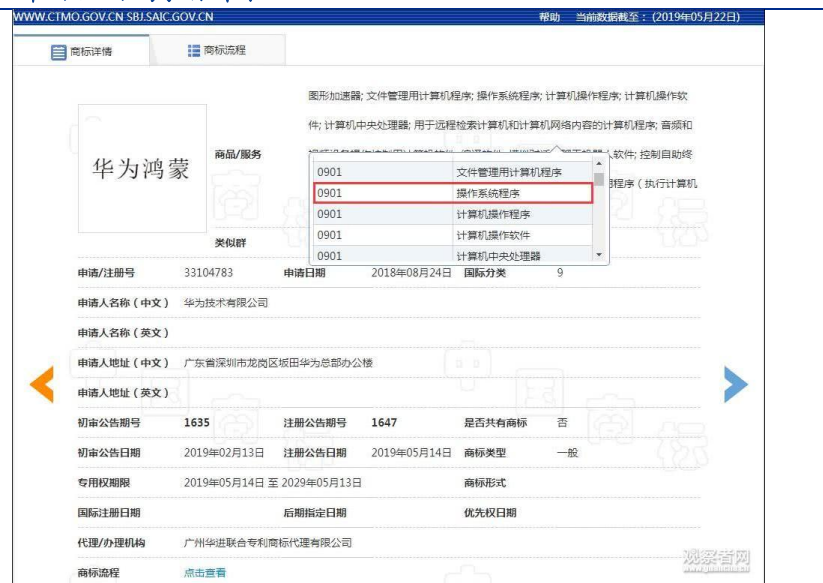 WWW.CTMO.GOV.CN SBJ.SAIC.GOV.CN 帮助 当前数据截至：(2019年05月22日)
商标详情 商标流程
图形加速器; 文件管理用计算机程序; 操作系统程序; 计算机操作程序; 计算机操作软
件; 计算机中央处理器; 用于远程检索计算机和计算机网络内容的计算机程序; 音频和
华为鸿蒙
商品/服务
软件; 控制自助终
程序（执行计算机
0901 文件管理用计算机程序
0901 操作系统程序
0901 计算机操作程序
0901 计算机操作软件
0901 计算机中央处理器
类似群
申请/注册号 33104783 申请日期 2018年08月24日 国际分类 9
申请人名称（中文） 华为技术有限公司
申请人名称（英文）
申请人地址（中文） 广东省深圳市龙岗区坂田华为总部办公楼
申请人地址（英文）
初审公告期号 1635 注册公告期号 1647 是否共有商标 否
初审公告日期 2019年02月13日 注册公告日期 2019年05月14日 商标类型 一般
专用权期限 2019年05月14日 至 2029年05月13日 商标形式
国际注册日期 后期指定日期 优先权日期
代理/办理机构 广州华进联合专利商标代理有限公司
商标流程 点击查看
观察者网